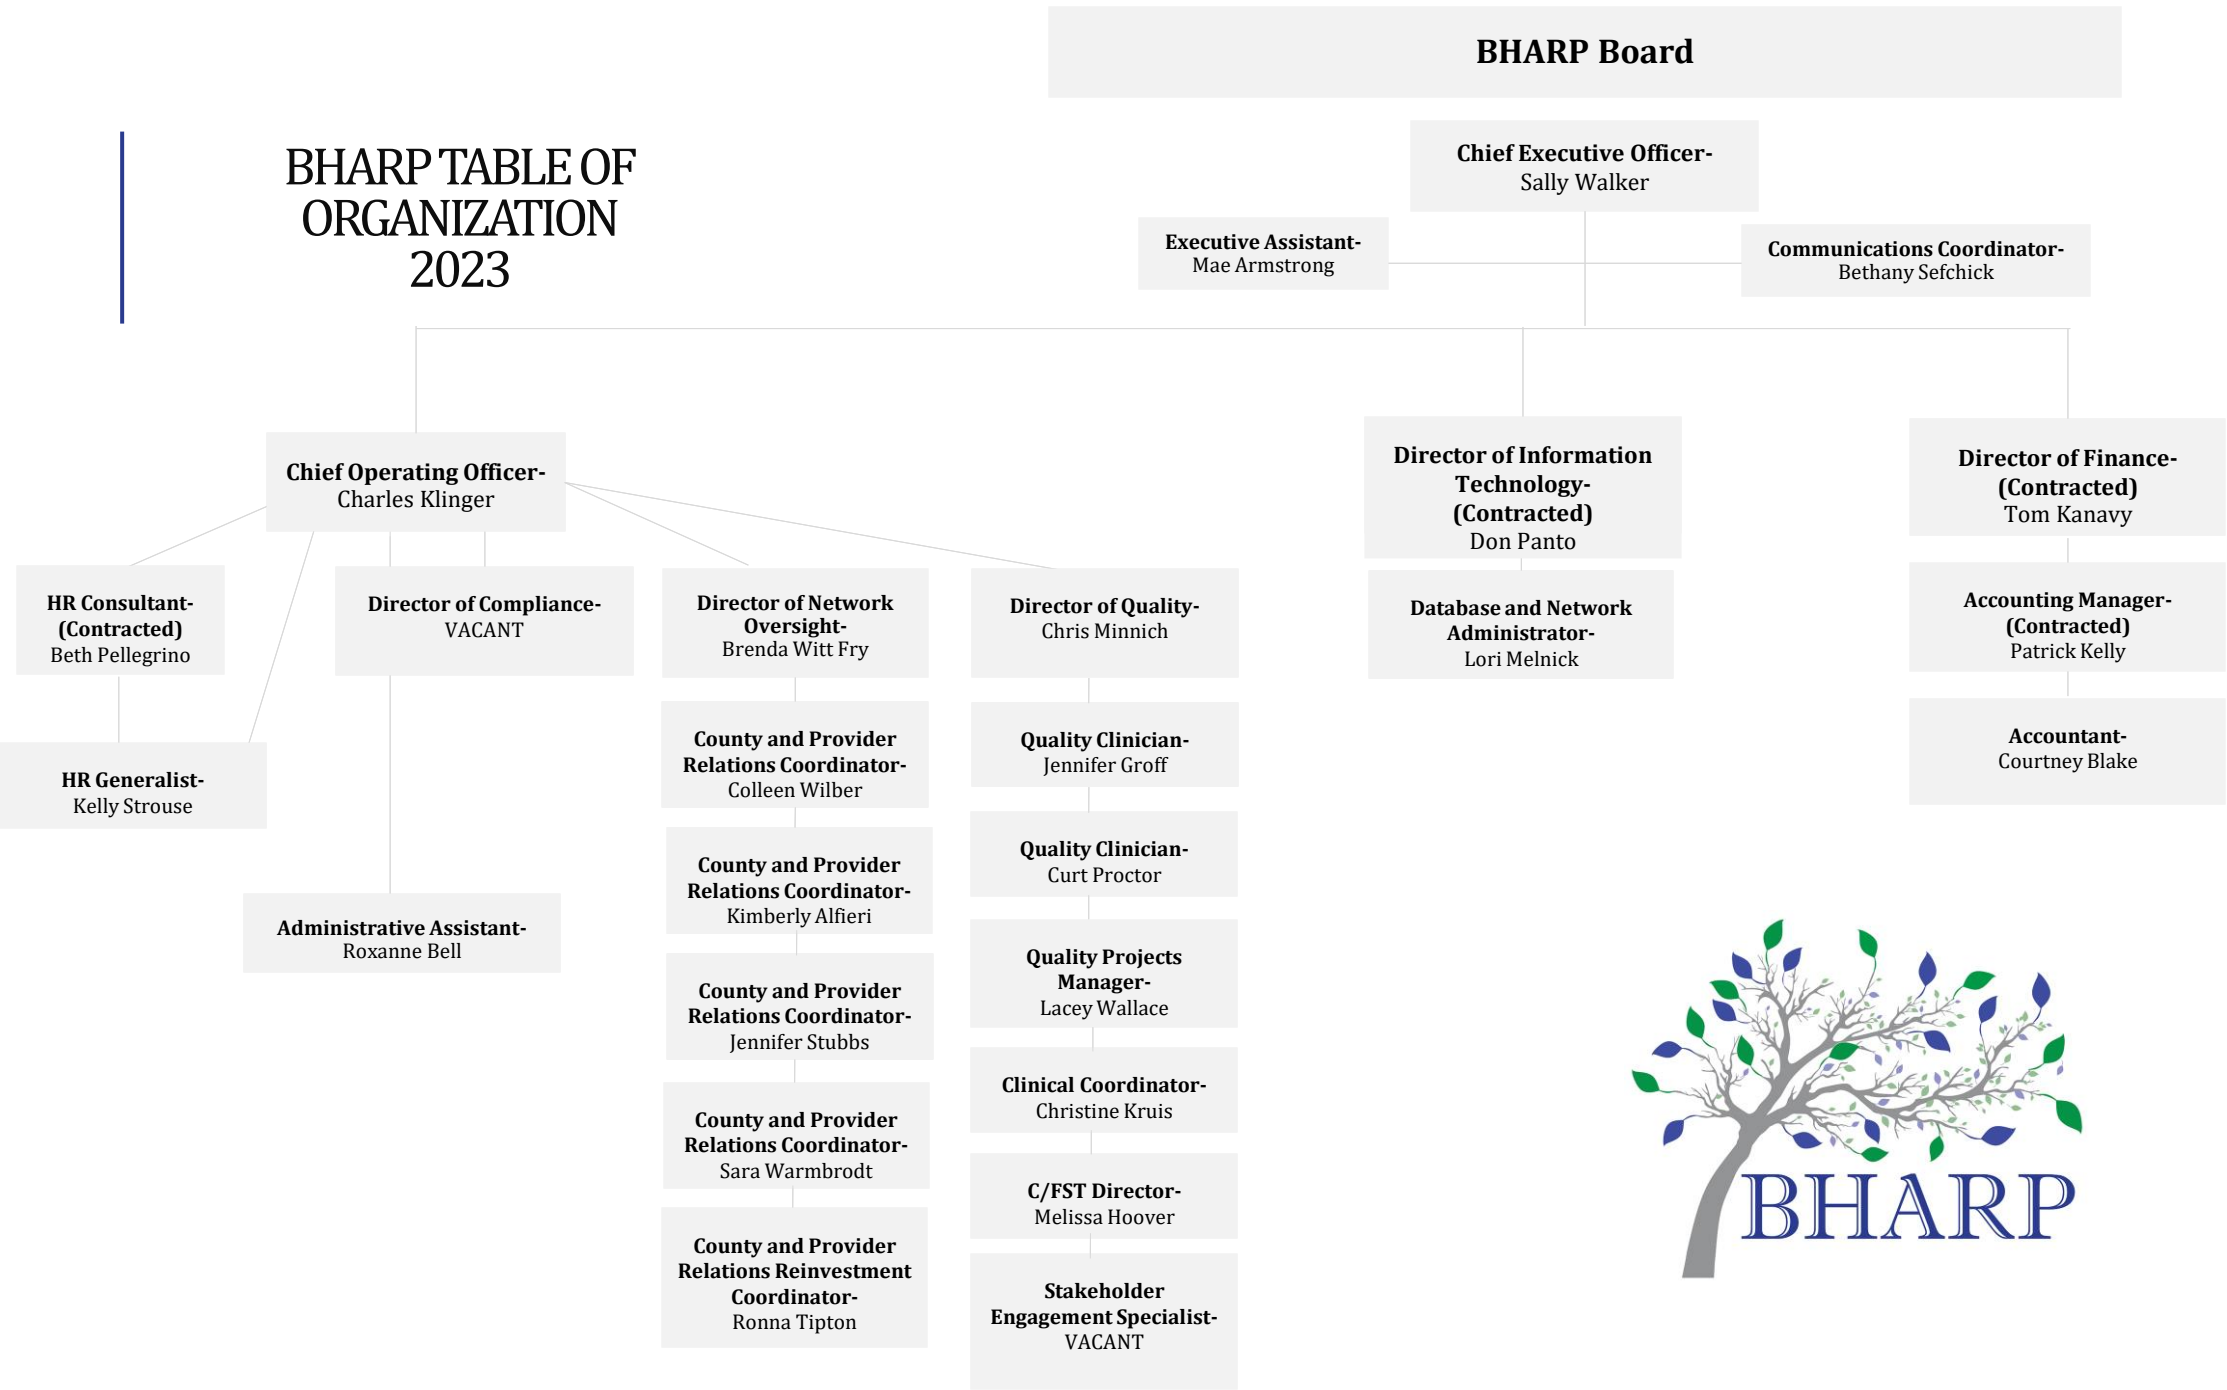 BHARP Board
BHARP TABLE OF
ORGANIZATION
2023
Chief Executive Officer-
Sally Walker
Executive Assistant-
Mae Armstrong
Communications Coordinator-
Bethany Sefchick
Chief Operating Officer-
Charles Klinger
Director of Information
Technology-
(Contracted)
Don Panto
Director of Finance-
(Contracted)
Tom Kanavy
HR Consultant-
(Contracted)
Beth Pellegrino
HR Generalist-
Kelly Strouse
Director of Compliance-
VACANT
Administrative Assistant-
Roxanne Bell
Director of Network
Oversight-
Brenda Witt Fry
County and Provider
Relations Coordinator-
Colleen Wilber
County and Provider
Relations Coordinator-
Kimberly Alfieri
County and Provider
Relations Coordinator-
Jennifer Stubbs
County and Provider
Relations Coordinator-
Sara Warmbrodt
County and Provider
Relations Reinvestment
Coordinator-
Ronna Tipton
Director of Quality-
Chris Minnich
Quality Clinician-
Jennifer Groff
Quality Clinician-
Curt Proctor
Quality Projects
Manager-
Lacey Wallace
Clinical Coordinator-
Christine Kruis
C/FST Director-
Melissa Hoover
Stakeholder
Engagement Specialist-
VACANT
Database and Network
Administrator-
Lori Melnick
Accounting Manager-
(Contracted)
Patrick Kelly
Accountant-
Courtney Blake
BHARP